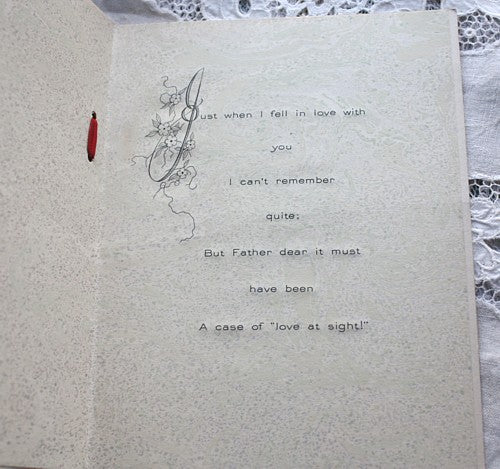 Just when I fell in love with
you
I can't remember
quite;
But Father dear it must
have been
A case of "love at sight!"